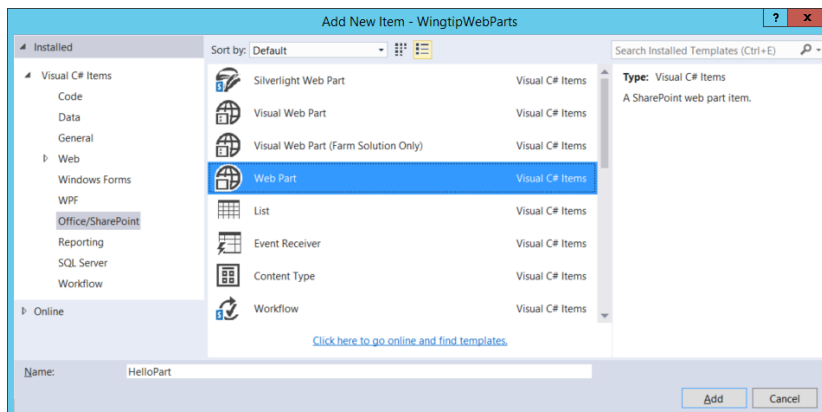 Add New Item - WingtipWebParts
? x
Installed
Sort by: Default
Search Installed Templates (Ctrl+E)
Visual C# Items
Code
Data
General
Web
Windows Forms
WPF
Office/SharePoint
Reporting
SQL Server
Workflow
Online
Silverlight Web Part Visual C# Items
Visual Web Part Visual C# Items
Visual Web Part (Farm Solution Only) Visual C# Items
Web Part Visual C# Items
List Visual C# Items
Event Receiver Visual C# Items
Content Type Visual C# Items
Workflow Visual C# Items
Click here to go online and find templates.
Type: Visual C# Items
A SharePoint web part item.
Name: HelloPart
Add Cancel